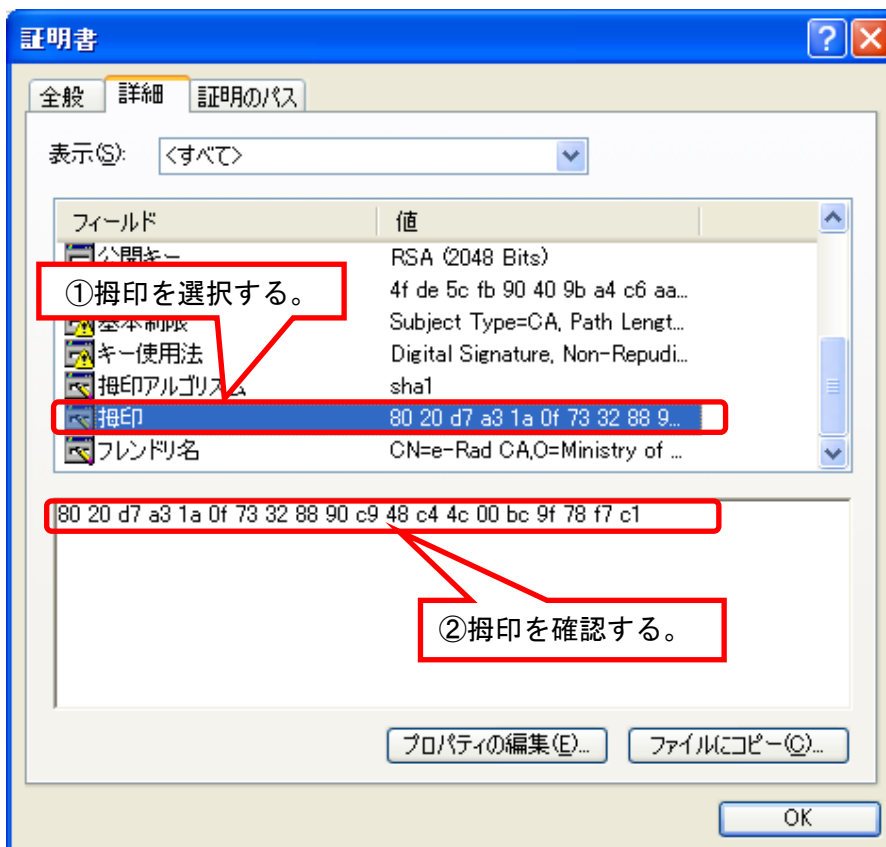 証明書
全般 詳細 証明のパス
表示(S): <すべて>
フィールド 値
公開キー RSA (2048 Bits)
①拇印を選択する。
4f de 5c fb 90 40 9b a4 c6 aa...
基本制限 Subject Type=CA, Path Lengt...
キー使用法 Digital Signature, Non-Repudi...
拇印アルゴリズム sha1
拇印 80 20 d7 a3 1a 0f 73 32 88 9...
フレンドリ名 CN=e-Rad CA,O=Ministry of ...
80 20 d7 a3 1a 0f 73 32 88 90 c9 48 c4 4c 00 bc 9f 78 f7 c1
②拇印を確認する。
プロパティの編集(E)... ファイルにコピー(C)...
OK